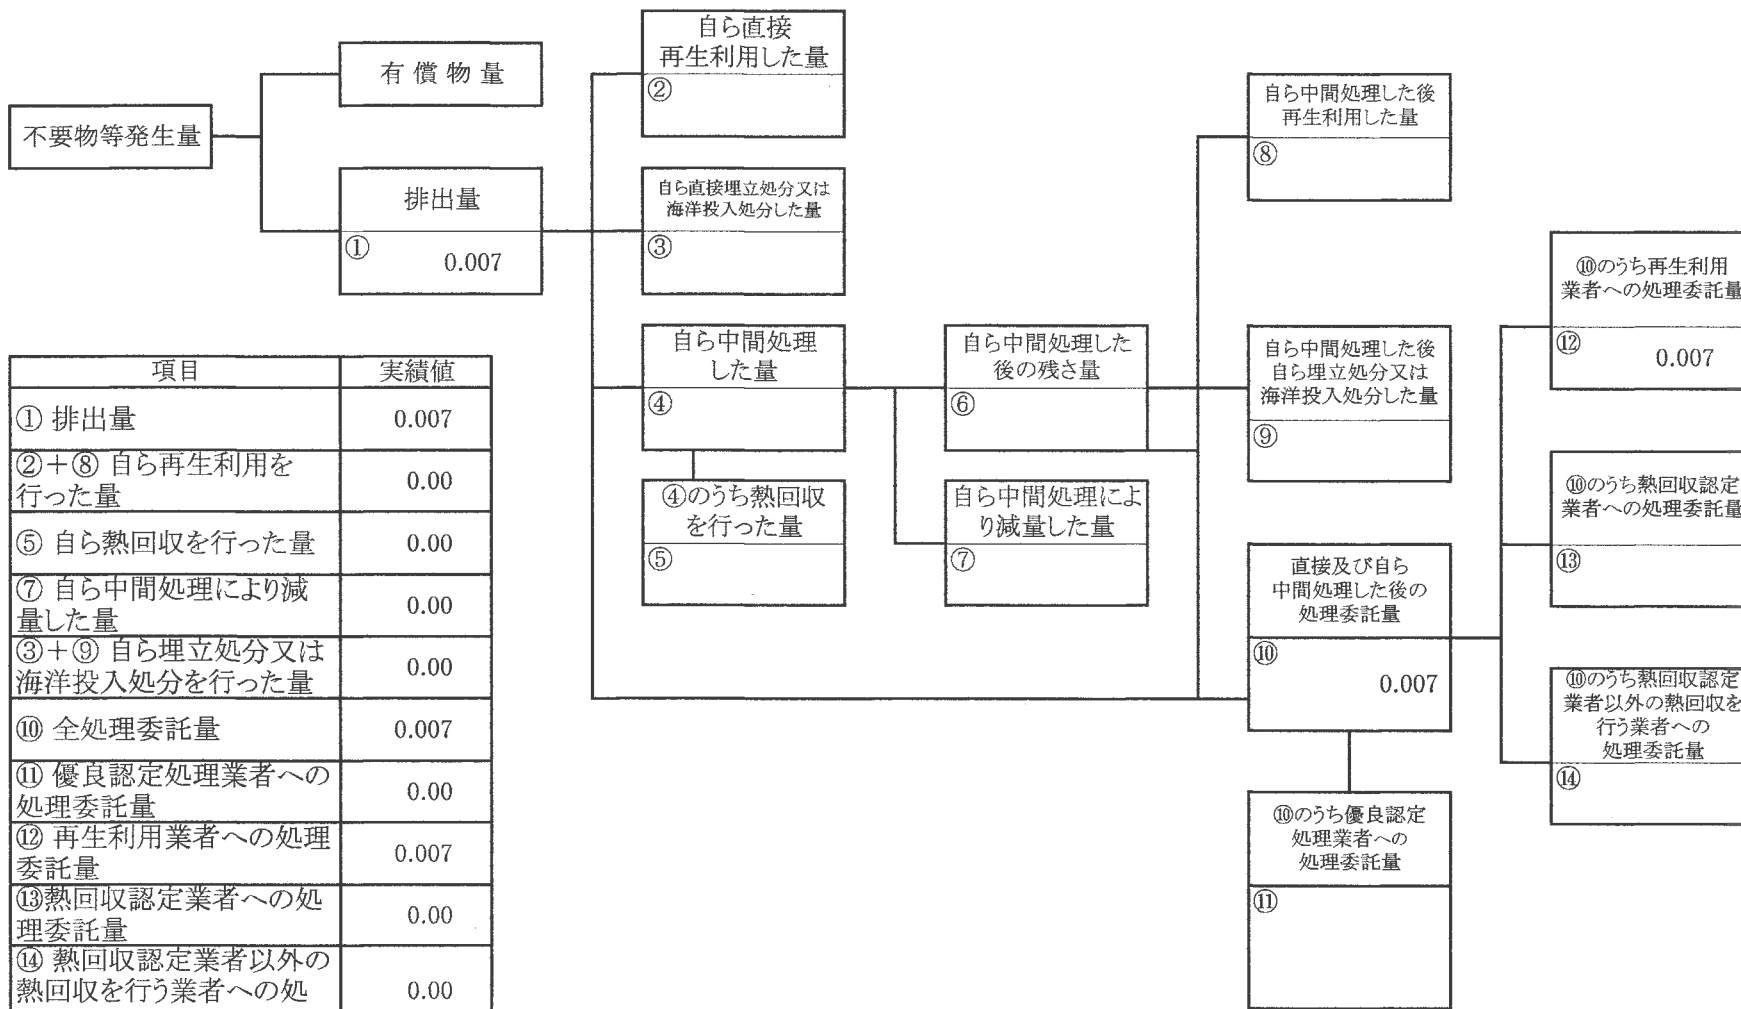 不要物等発生量
有償物量
排出量
①
0.007
自ら直接
再生利用した量
②
自ら直接埋立処分又は
海洋投入処分した量
③
自ら中間処理
した量
④
④のうち熱回収
を行った量
⑤
自ら中間処理した
後の残さ量
⑥
自ら中間処理によ
り減量した量
⑦
自ら中間処理した後
再生利用した量
⑧
自ら中間処理した後
自ら埋立処分又は
海洋投入処分した量
⑨
直接及び自ら
中間処理した後の
処理委託量
⑩
0.007
⑩のうち優良認定
処理業者への
処理委託量
⑪
⑩のうち再生利用
業者への処理委託量
⑫
0.007
⑩のうち熱回収認定
業者への処理委託量
⑬
⑩のうち熱回収認定
業者以外の熱回収を
行う業者への
処理委託量
⑭
項目 実績値
① 排出量 0.007
②+⑧ 自ら再生利用を
行った量 0.00
⑤ 自ら熱回収を行った量 0.00
⑦ 自ら中間処理により減
量した量 0.00
③+⑨ 自ら埋立処分又は
海洋投入処分を行った量 0.00
⑩ 全処理委託量 0.007
⑪ 優良認定処理業者への
処理委託量 0.00
⑫ 再生利用業者への処理
委託量 0.007
⑬熱回収認定業者への処
理委託量 0.00
⑭ 熱回収認定業者以外の
熱回収を行う業者への処 0.00